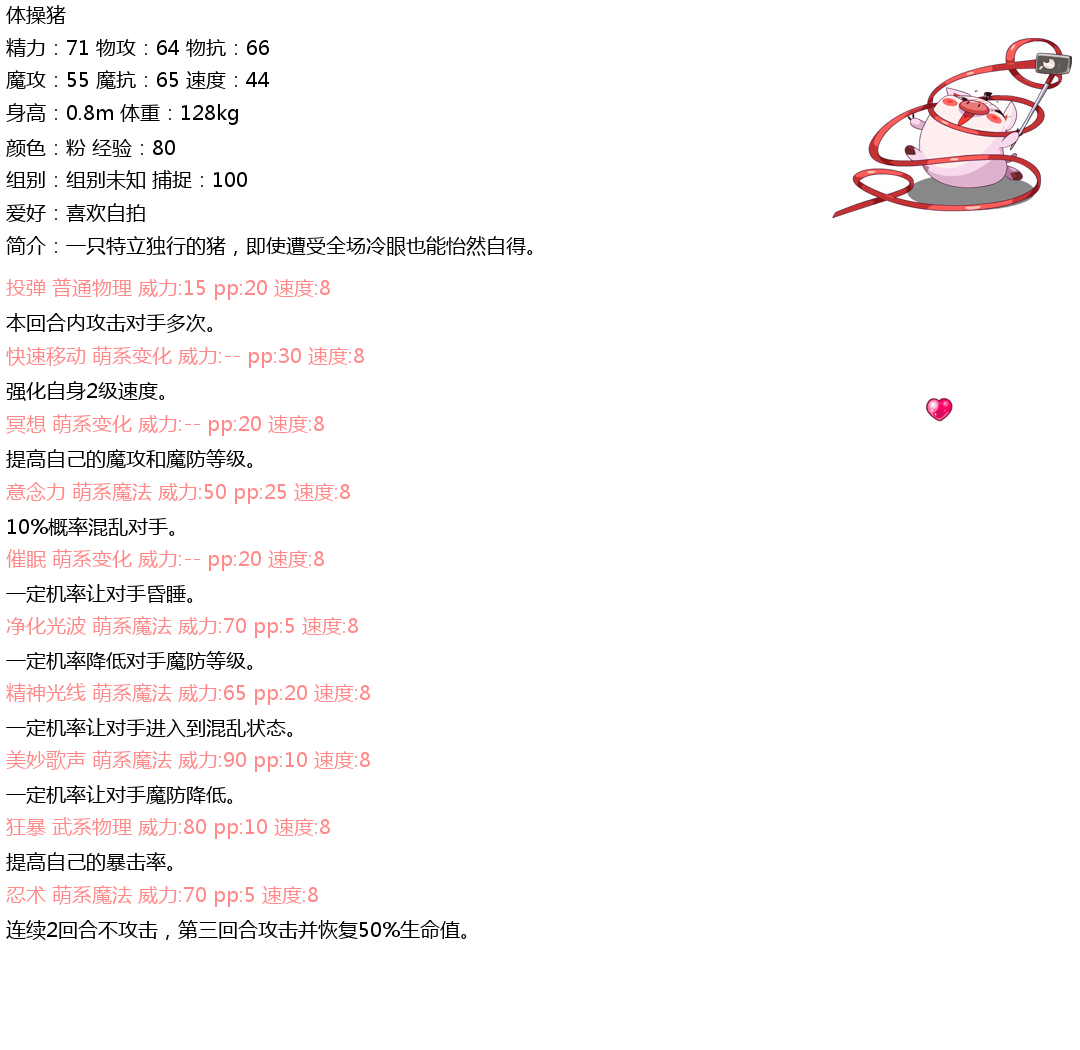 体操猪
精力：71 物攻：64 物抗：66
魔攻：55 魔抗：65 速度：44
身高：0.8m 体重：128kg
颜色：粉 经验：80
组别：组别未知 捕捉：100
爱好：喜欢自拍
简介：一只特立独行的猪，即使遭受全场冷眼也能怡然自得。
投弹 普通物理 威力:15 pp:20 速度:8
本回合内攻击对手多次。
快速移动 萌系变化 威力:-- pp:30 速度:8
强化自身2级速度。
冥想 萌系变化 威力:-- pp:20 速度:8
提高自己的魔攻和魔防等级。
意念力 萌系魔法 威力:50 pp:25 速度:8
10%概率混乱对手。
催眠 萌系变化 威力:-- pp:20 速度:8
一定机率让对手昏睡。
净化光波 萌系魔法 威力:70 pp:5 速度:8
一定机率降低对手魔防等级。
精神光线 萌系魔法 威力:65 pp:20 速度:8
一定机率让对手进入到混乱状态。
美妙歌声 萌系魔法 威力:90 pp:10 速度:8
一定机率让对手魔防降低。
狂暴 武系物理 威力:80 pp:10 速度:8
提高自己的暴击率。
忍术 萌系魔法 威力:70 pp:5 速度:8
连续2回合不攻击，第三回合攻击并恢复50%生命值。